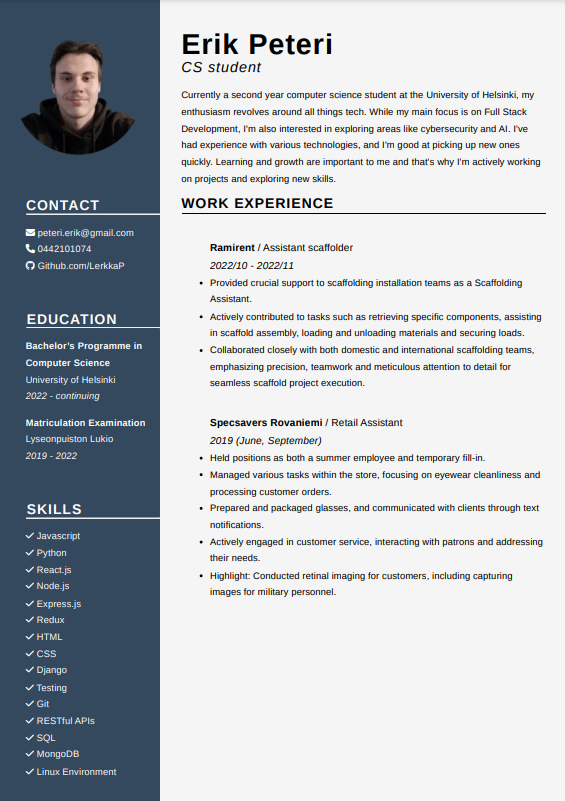 Erik Peteri
CS student
Currently a second year computer science student at the University of Helsinki, my
enthusiasm revolves around all things tech. While my main focus is on Full Stack
Development, I'm also interested in exploring areas like cybersecurity and AI. I've
had experience with various technologies, and I'm good at picking up new ones
quickly. Learning and growth are important to me and that's why I'm actively working
on projects and exploring new skills.
CONTACT
peteri.erik@gmail.com
0442101074
Github.com/LerkkaP
EDUCATION
Bachelor's Programme in
Computer Science
University of Helsinki
2022 - continuing
Matriculation Examination
Lyseonpuiston Lukio
2019 - 2022
SKILLS
Javascript
Python
React.js
Node.js
Express.js
Redux
HTML
CSS
Django
Testing
Git
RESTful APIs
SQL
MongoDB
Linux Environment
WORK EXPERIENCE
Ramirent / Assistant scaffolder
2022/10 - 2022/11
• Provided crucial support to scaffolding installation teams as a Scaffolding
Assistant.
• Actively contributed to tasks such as retrieving specific components, assisting
in scaffold assembly, loading and unloading materials and securing loads.
• Collaborated closely with both domestic and international scaffolding teams,
emphasizing precision, teamwork and meticulous attention to detail for
seamless scaffold project execution.
Specsavers Rovaniemi / Retail Assistant
2019 (June, September)
• Held positions as both a summer employee and temporary fill-in.
• Managed various tasks within the store, focusing on eyewear cleanliness and
processing customer orders.
• Prepared and packaged glasses, and communicated with clients through text
notifications.
• Actively engaged in customer service, interacting with patrons and addressing
their needs.
• Highlight: Conducted retinal imaging for customers, including capturing
images for military personnel.